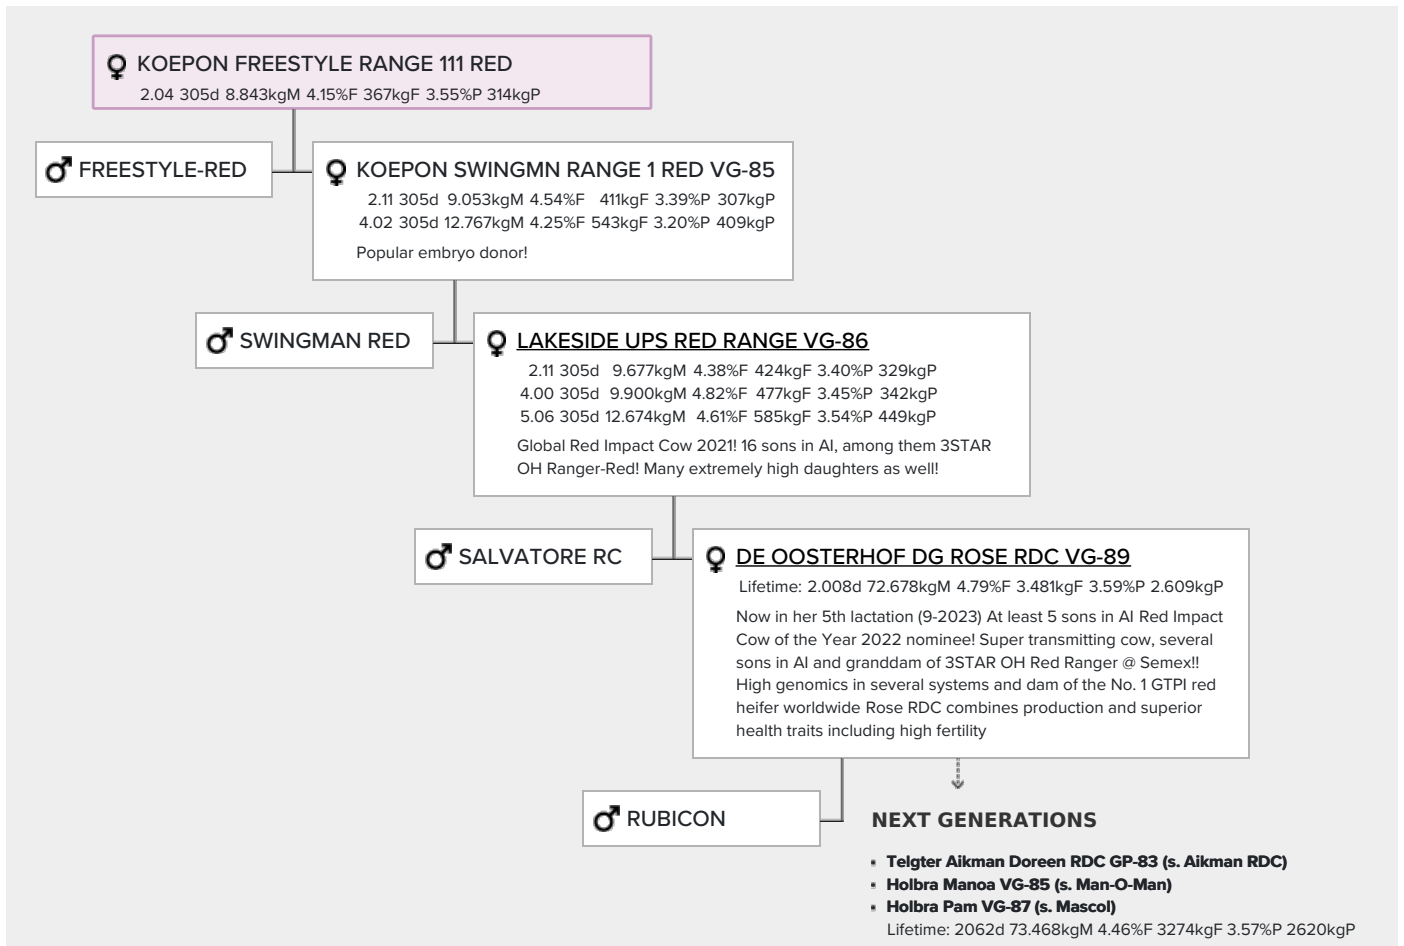 KOEPON FREESTYLE RANGE 111 RED
2.04 305d 8.843kgM 4.15%F 367kgF 3.55%P 314kgP
FREESTYLE-RED
KOEPON SWINGMN RANGE 1 RED VG-85
2.11 305d 9.053kgM 4.54%F 411kgF 3.39%P 307kgP
4.02 305d 12.767kgM 4.25%F 543kgF 3.20%P 409kgP
Popular embryo donor!
SWINGMAN RED
LAKESIDE UPS RED RANGE VG-86
2.11 305d 9.677kgM 4.38%F 424kgF 3.40%P 329kgP
4.00 305d 9.900kgM 4.82%F 477kgF 3.45%P 342kgP
5.06 305d 12.674kgM 4.61%F 585kgF 3.54%P 449kgP
Global Red Impact Cow 2021! 16 sons in AI, among them 3STAR
OH Ranger-Red! Many extremely high daughters as well!
SALVATORE RC
DE OOSTERHOF DG ROSE RDC VG-89
Lifetime: 2.008d 72.678kgM 4.79%F 3.481kgF 3.59%P 2.609kgP
Now in her 5th lactation (9-2023) At least 5 sons in AI Red Impact
Cow of the Year 2022 nominee! Super transmitting cow, several
sons in AI and granddam of 3STAR OH Red Ranger @ Semex!!
High genomics in several systems and dam of the No. 1 GTPI red
heifer worldwide Rose RDC combines production and superior
health traits including high fertility
RUBICON
NEXT GENERATIONS
▪ Telgter Aikman Doreen RDC GP-83 (s. Aikman RDC)
▪ Holbra Manoa VG-85 (s. Man-O-Man)
▪ Holbra Pam VG-87 (s. Mascol)
Lifetime: 2062d 73.468kgM 4.46%F 3274kgF 3.57%P 2620kgP